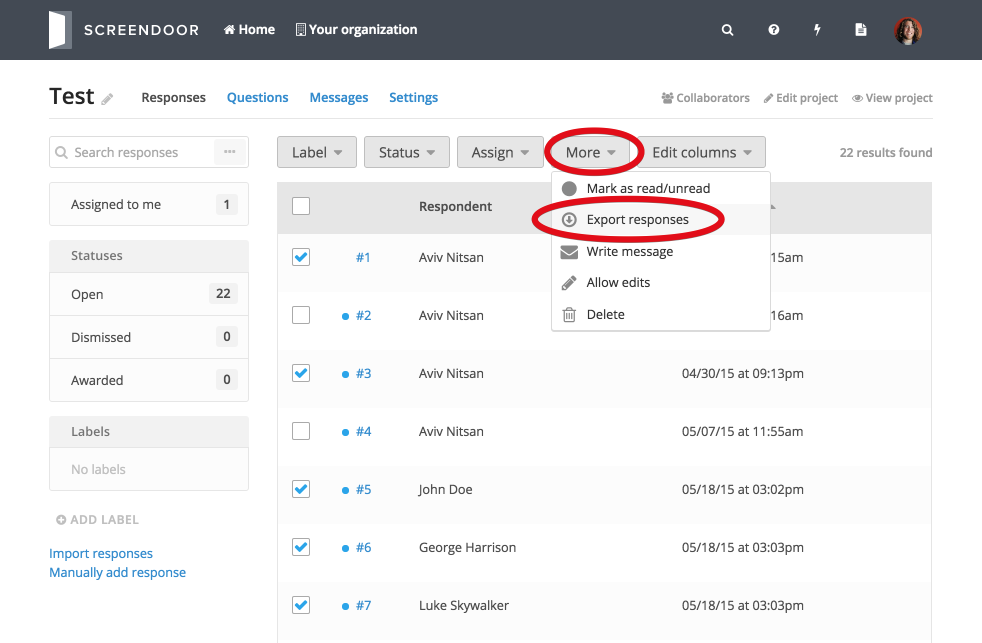 SCREENDOOR Home Your organization
Test Responses Questions Messages Settings Collaborators Edit project View project
Search responses ... Label Status Assign More Edit columns 22 results found
Assigned to me 1
Statuses
Open 22
Dismissed 0
Awarded 0
Labels
No labels
ADD LABEL
Import responses
Manually add response
Mark as read/unread
Export responses
Write message
Allow edits
Delete
Respondent
#1 Aviv Nitsan 15am
#2 Aviv Nitsan 16am
#3 Aviv Nitsan 04/30/15 at 09:13pm
#4 Aviv Nitsan 05/07/15 at 11:55am
#5 John Doe 05/18/15 at 03:02pm
#6 George Harrison 05/18/15 at 03:03pm
#7 Luke Skywalker 05/18/15 at 03:03pm